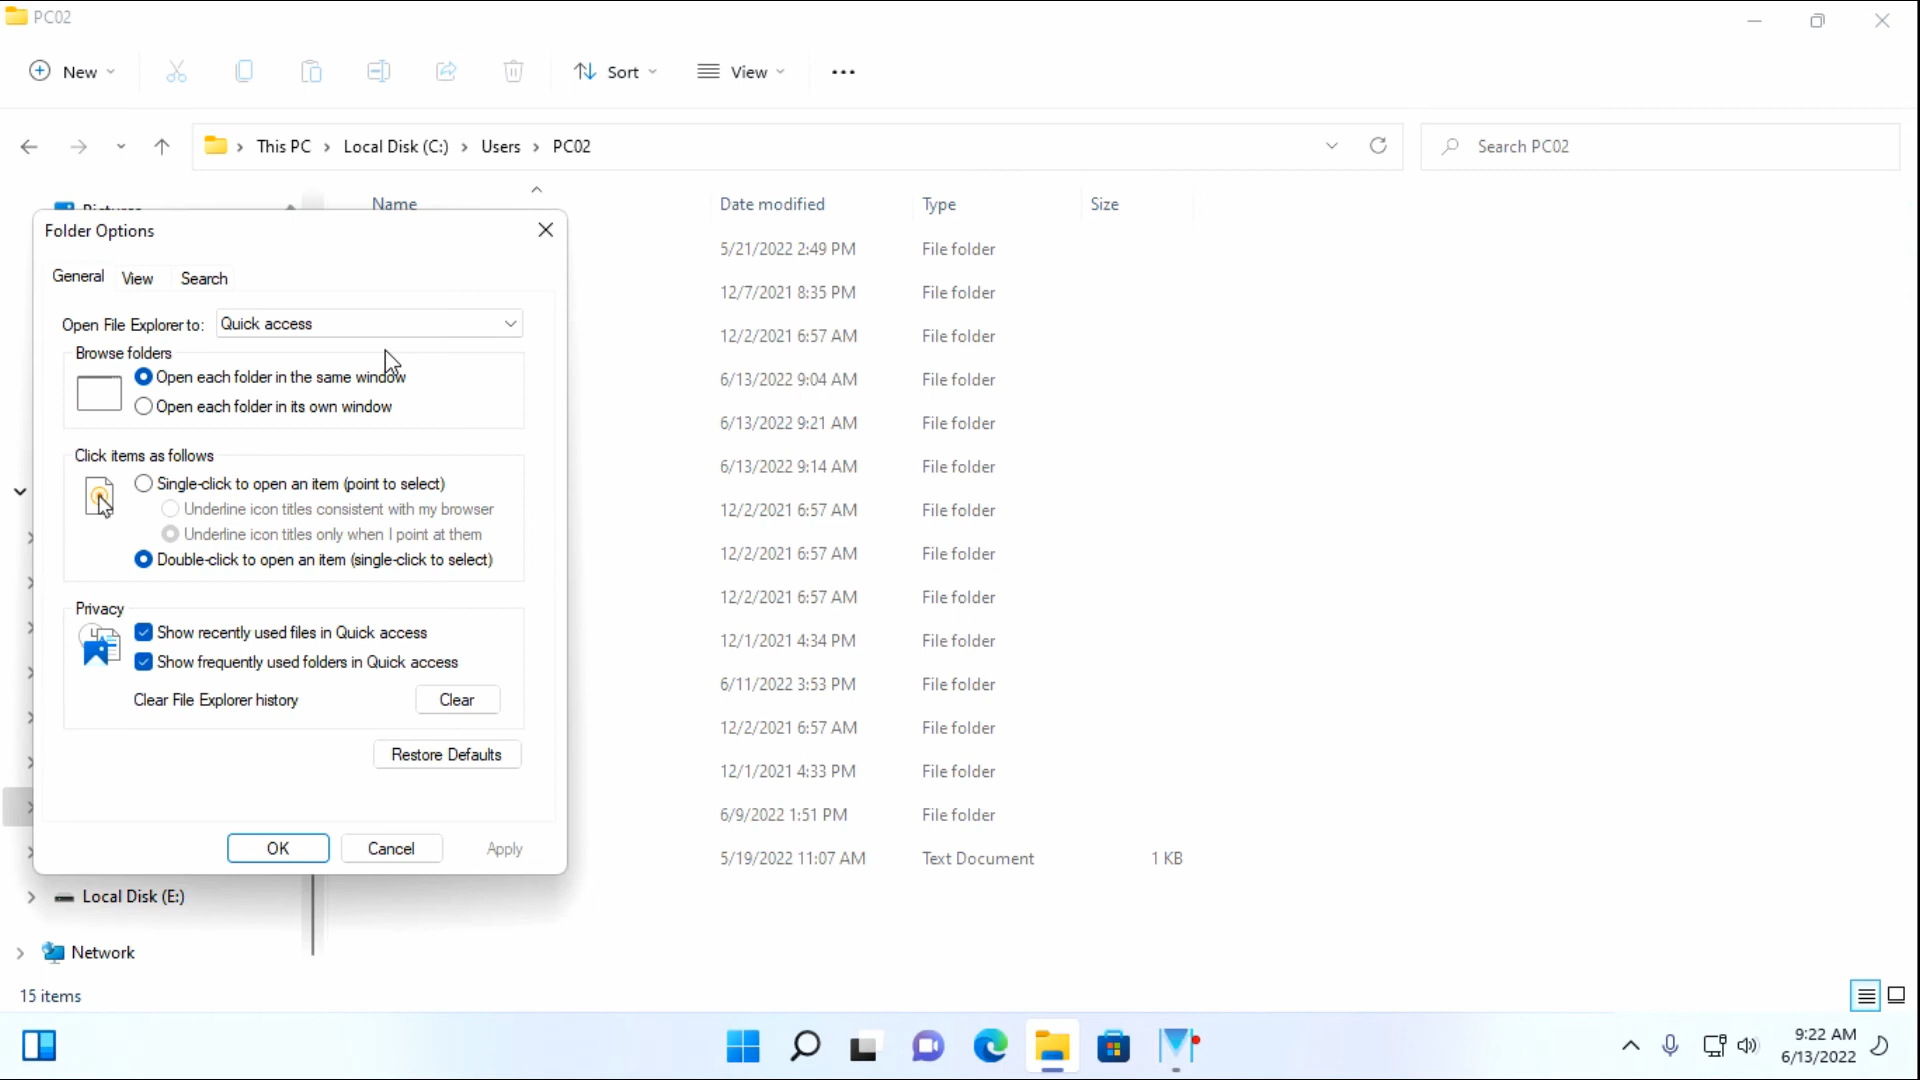 PC02
New
Sort
View
This PC
Local Disk (C:)
Users
PC02
Search PC02
Pictures
Name
Date modified
Type
Size
Folder Options
General
View
Search
Open File Explorer to:
Quick access
Browse folders
Open each folder in the same window
Open each folder in its own window
Click items as follows
Single-click to open an item (point to select)
Underline icon titles consistent with my browser
Underline icon titles only when I point at them
Double-click to open an item (single-click to select)
Privacy
Show recently used files in Quick access
Show frequently used folders in Quick access
Clear File Explorer history
Clear
Restore Defaults
OK
Cancel
Apply
5/21/2022 2:49 PM File folder
12/7/2021 8:35 PM File folder
12/2/2021 6:57 AM File folder
6/13/2022 9:04 AM File folder
6/13/2022 9:21 AM File folder
6/13/2022 9:14 AM File folder
12/2/2021 6:57 AM File folder
12/2/2021 6:57 AM File folder
12/2/2021 6:57 AM File folder
12/1/2021 4:34 PM File folder
6/11/2022 3:53 PM File folder
12/2/2021 6:57 AM File folder
12/1/2021 4:33 PM File folder
6/9/2022 1:51 PM File folder
5/19/2022 11:07 AM Text Document 1 KB
Local Disk (E:)
Network
15 items
9:22 AM
6/13/2022